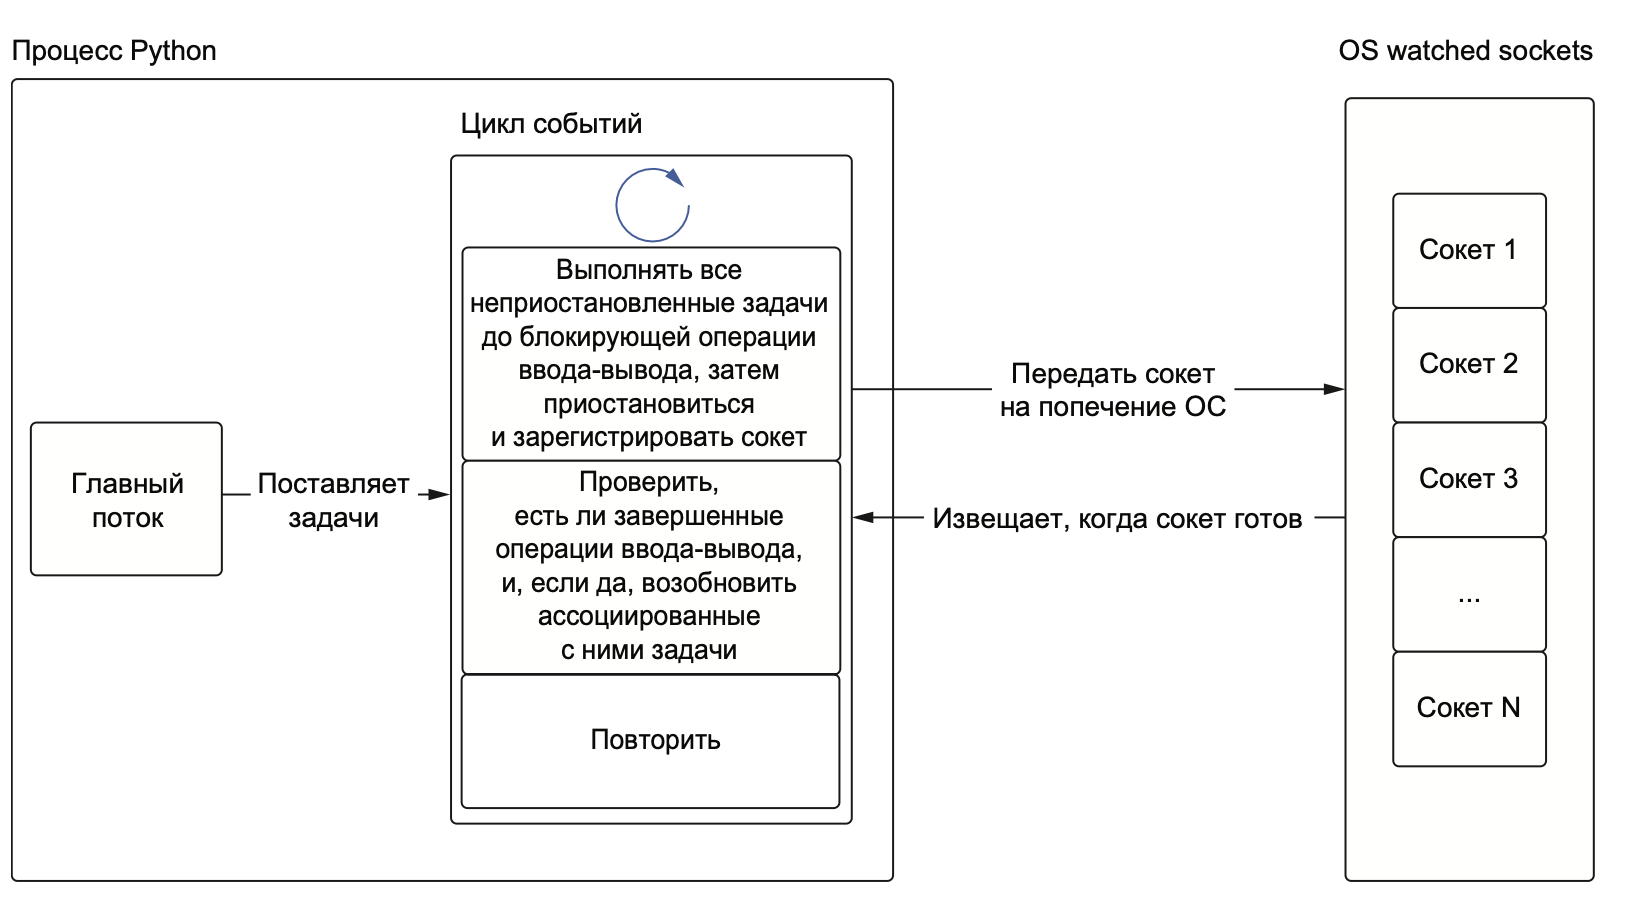 Процесс Python
OS watched sockets
Цикл событий
Выполнять все
неприостановленные задачи
до блокирующей операции
ввода-вывода, затем
приостановиться
и зарегистрировать сокет
Проверить,
есть ли завершенные
операции ввода-вывода,
и, если да, возобновить
ассоциированные
с ними задачи
Повторить
Главный
поток
Поставляет
задачи
Передать сокет
на попечение ОС
Извещает, когда сокет готов
Сокет 1
Сокет 2
Сокет 3
...
Сокет N